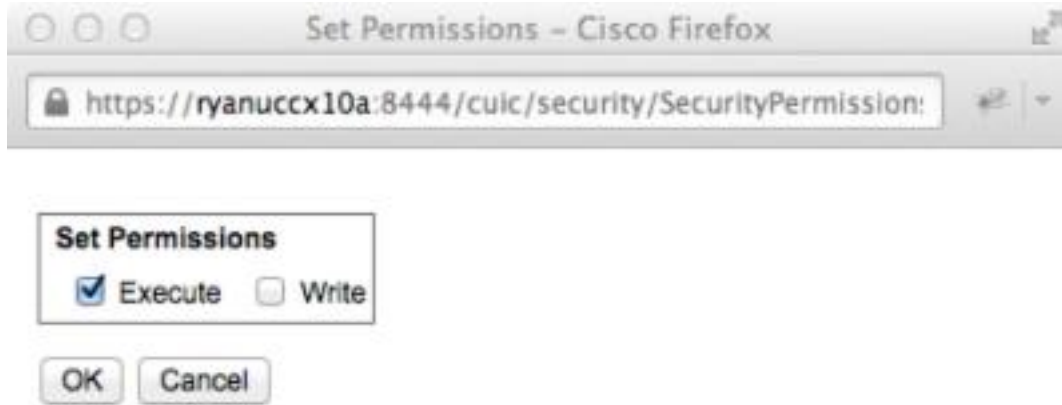 Set Permissions – Cisco Firefox
https://ryanuccx10a:8444/cuic/security/SecurityPermission:
Set Permissions
Execute Write
OK Cancel